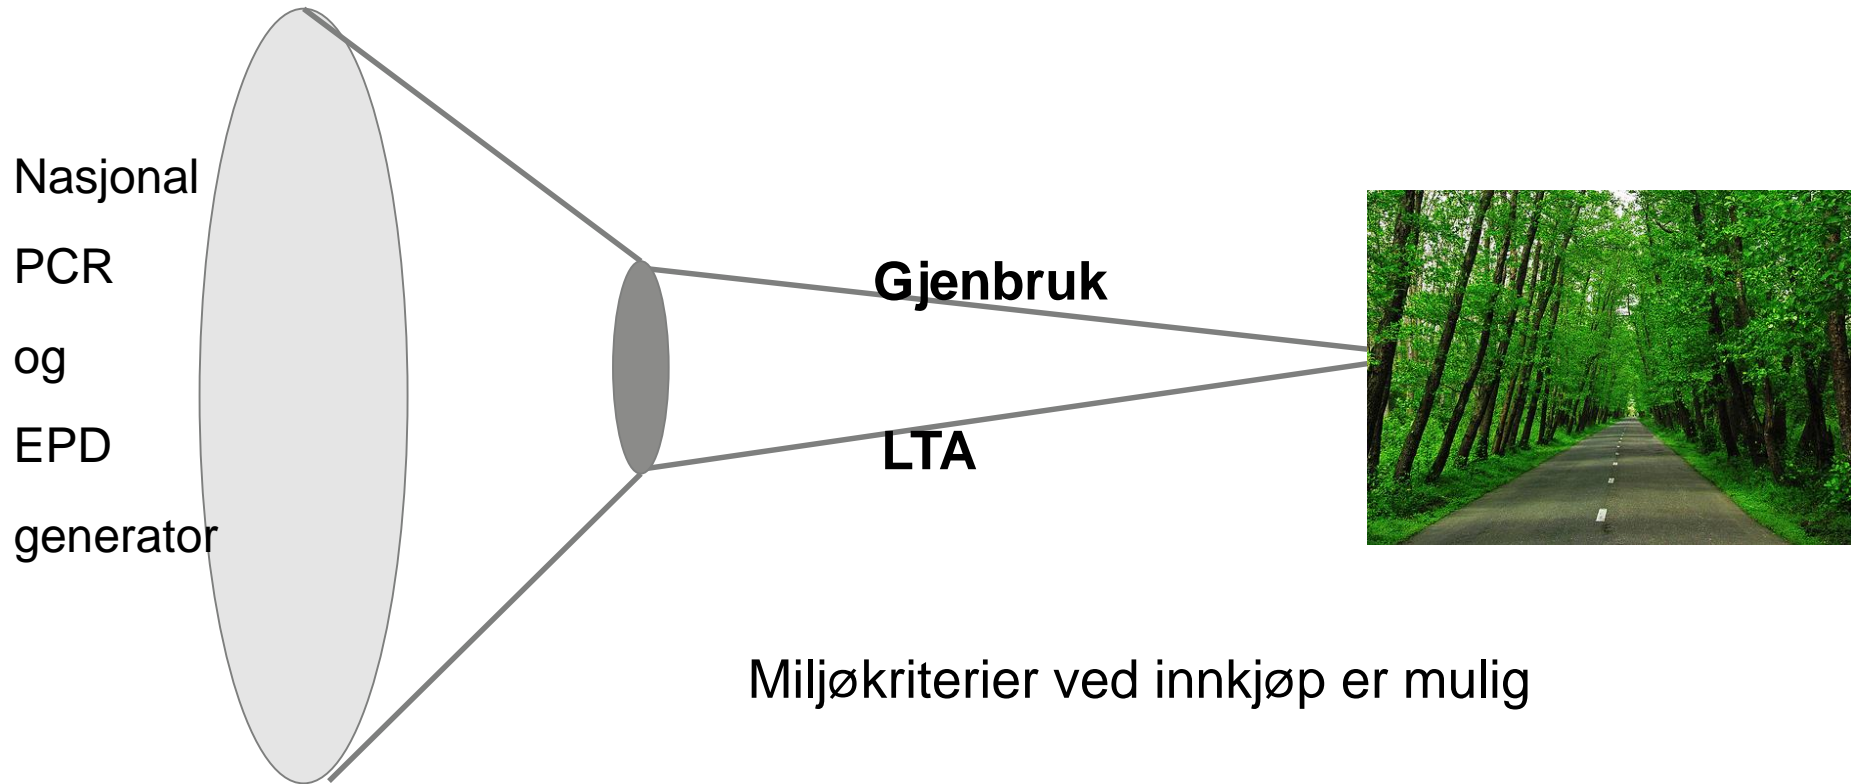 Nasjonal
PCR
og
EPD
generator
Gjenbruk
LTA
Miljøkriterier ved innkjøp er mulig